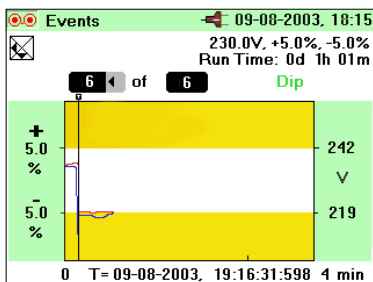 Events 09-08-2003, 18:15
230.0V, +5.0%, -5.0%
Run Time: 0d 1h 01m
6 of 6 Dip
+
5.0
%
242
V
-
5.0
%
219
0 T= 09-08-2003, 19:16:31:598 4 min